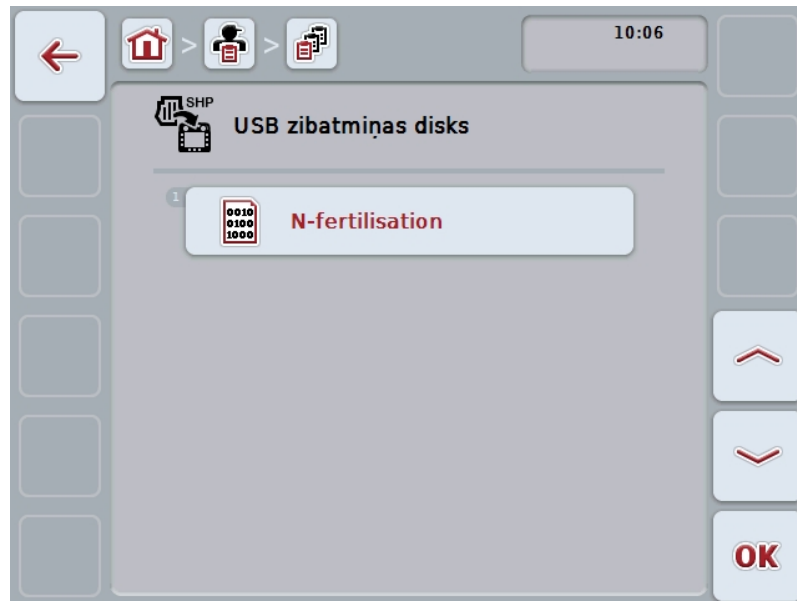 10:06
SHP
USB zibatmiņas disks
1
0010
0100
1000
N-fertilisation
OK